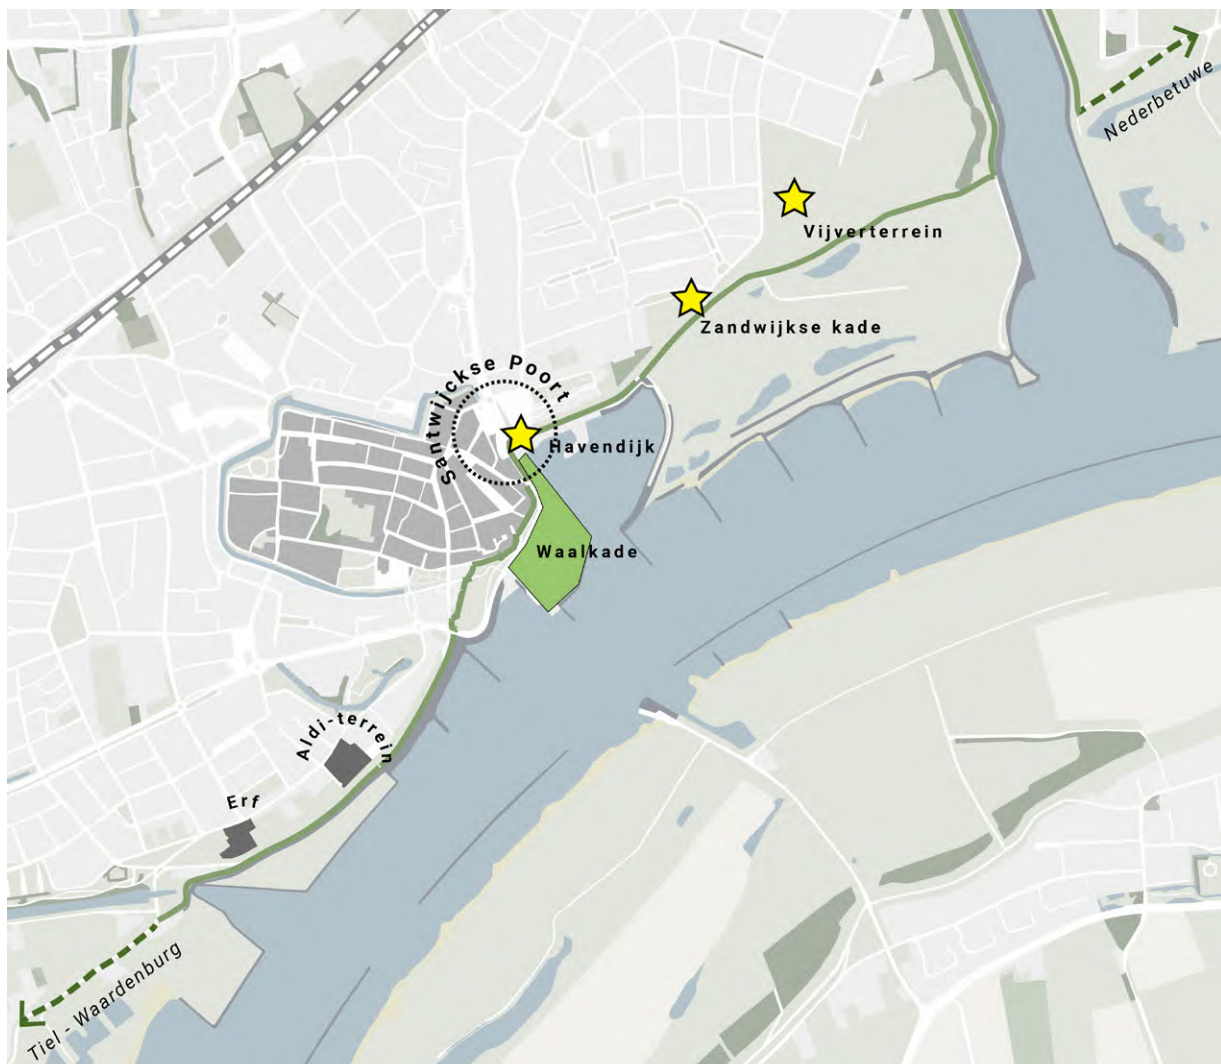 Nederbetuwe
Vijverterrein
Zandwijkse kade
Santwijckse Poort
Havendijk
Waalkade
Aldi-terrein
Erf
Tiel - Waardenburg